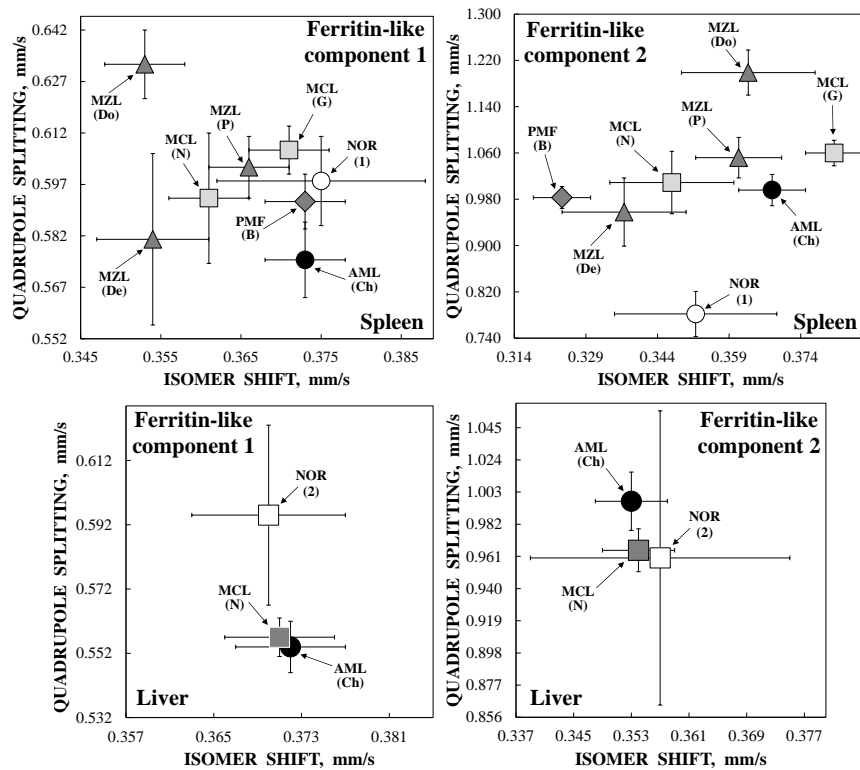 Ferritin-like
component 1
QUADRUPOLE SPLITTING, mm/s
0.642
0.627
0.612
0.597
0.582
0.567
0.552
MZL
(Do)
MCL
(G)
MZL
(P)
MCL
(N)
NOR
(1)
PMF
(B)
MZL
(De)
AML
(Ch)
Spleen
0.345
0.355
0.365
0.375
0.385
ISOMER SHIFT, mm/s
Ferritin-like
component 2
QUADRUPOLE SPLITTING, mm/s
1.300
1.220
1.140
1.060
0.980
0.900
0.820
0.740
MZL
(Do)
MCL
(G)
MZL
(P)
MCL
(N)
PMF
(B)
AML
(Ch)
MZL
(De)
NOR
(1)
Spleen
0.314
0.329
0.344
0.359
0.374
ISOMER SHIFT, mm/s
Ferritin-like
component 1
QUADRUPOLE SPLITTING, mm/s
0.612
0.592
0.572
0.552
0.532
NOR
(2)
MCL
(N)
AML
(Ch)
Liver
0.357
0.365
0.373
0.381
ISOMER SHIFT, mm/s
Ferritin-like
component 2
QUADRUPOLE SPLITTING, mm/s
1.045
1.024
1.003
0.982
0.961
0.940
0.919
0.898
0.877
0.856
AML
(Ch)
NOR
(2)
MCL
(N)
Liver
0.337
0.345
0.353
0.361
0.369
0.377
ISOMER SHIFT, mm/s